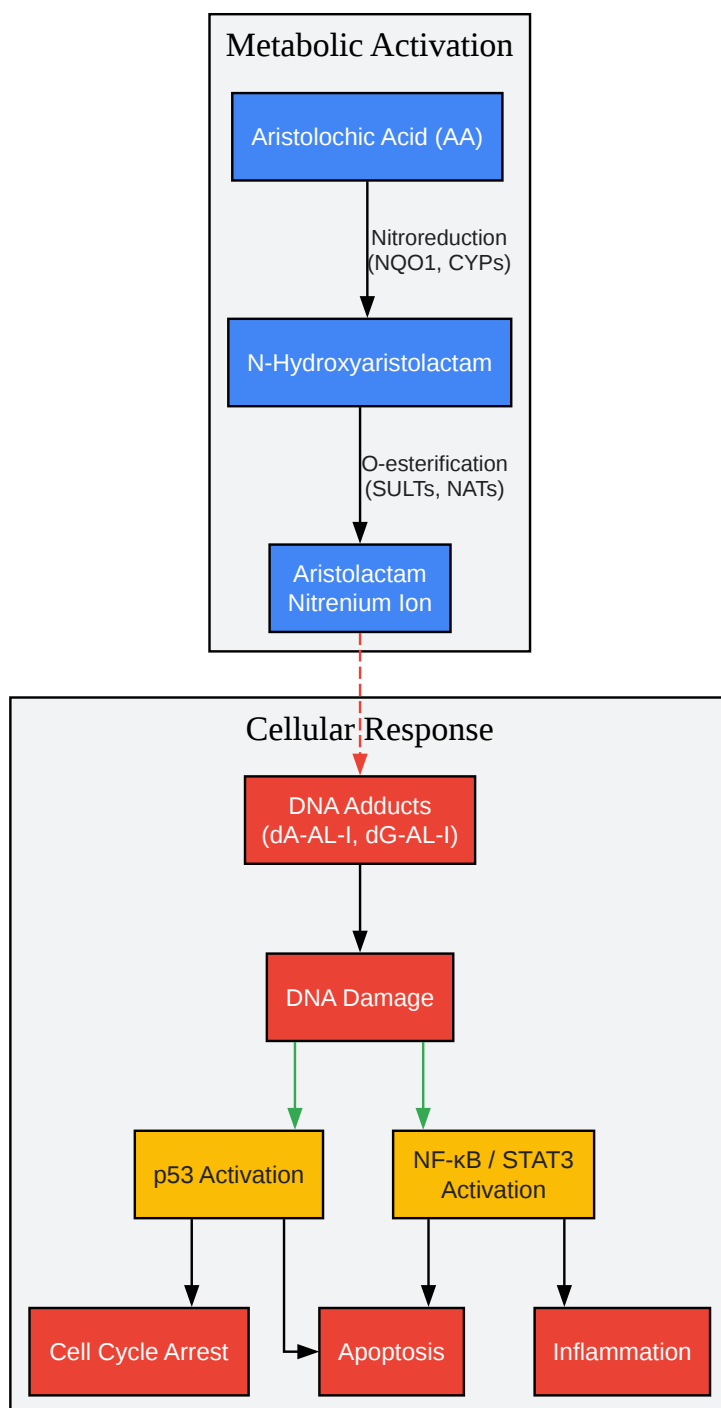 Metabolic Activation
Aristolochic Acid (AA)
Nitroreduction
(NQO1, CYPs)
N-Hydroxyaristolactam
O-esterification
(SULTs, NATs)
Aristolactam
Nitrenium Ion
Cellular Response
DNA Adducts
(dA-AL-I, dG-AL-I)
DNA Damage
p53 Activation
NF-κB / STAT3
Activation
Cell Cycle Arrest
Apoptosis
Inflammation